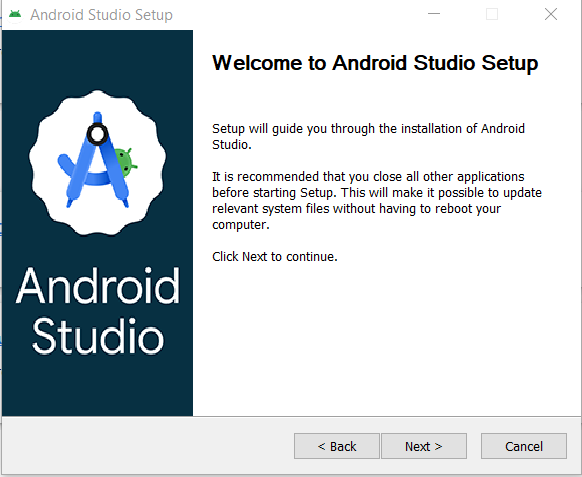 Android Studio Setup
Welcome to Android Studio Setup
Setup will guide you through the installation of Android
Studio.
It is recommended that you close all other applications
before starting Setup. This will make it possible to update
relevant system files without having to reboot your
computer.
Click Next to continue.
Android
Studio
< Back
Next >
Cancel